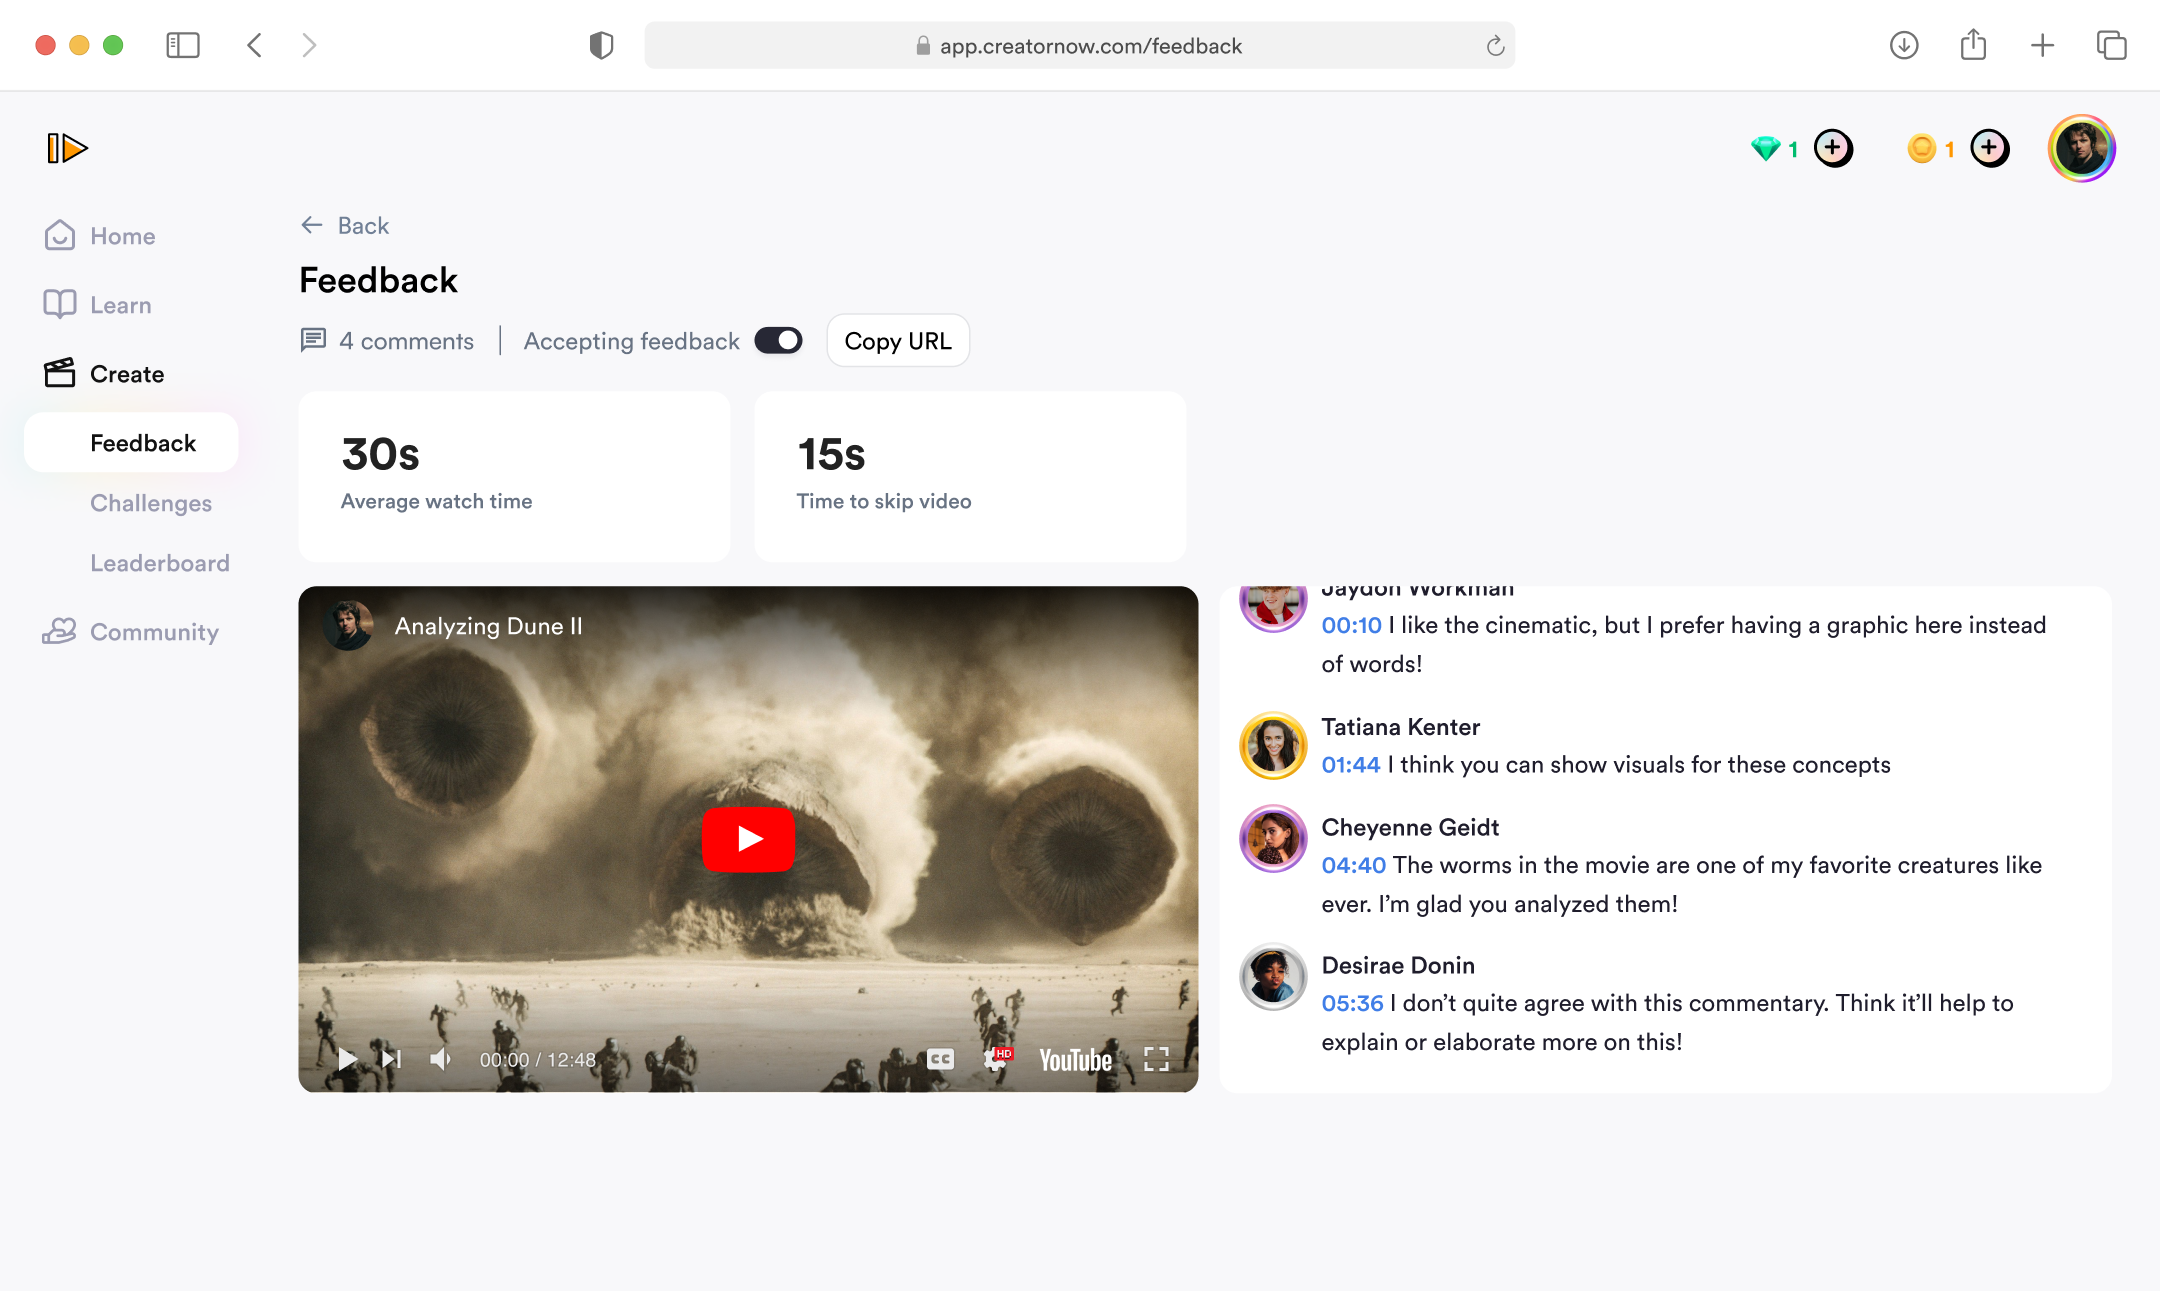 app.creatornow.com/feedback
1
1
Home
Learn
Create
Feedback
Challenges
Leaderboard
Community
Back
Feedback
4 comments
Accepting feedback
Copy URL
30s
Average watch time
15s
Time to skip video
Analyzing Dune II
00:00 / 12:48
CC
HD
YouTube
Jaydon Workman
00:10 I like the cinematic, but I prefer having a graphic here instead
of words!
Tatiana Kenter
01:44 I think you can show visuals for these concepts
Cheyenne Geidt
04:40 The worms in the movie are one of my favorite creatures like
ever. I’m glad you analyzed them!
Desirae Donin
05:36 I don’t quite agree with this commentary. Think it’ll help to
explain or elaborate more on this!